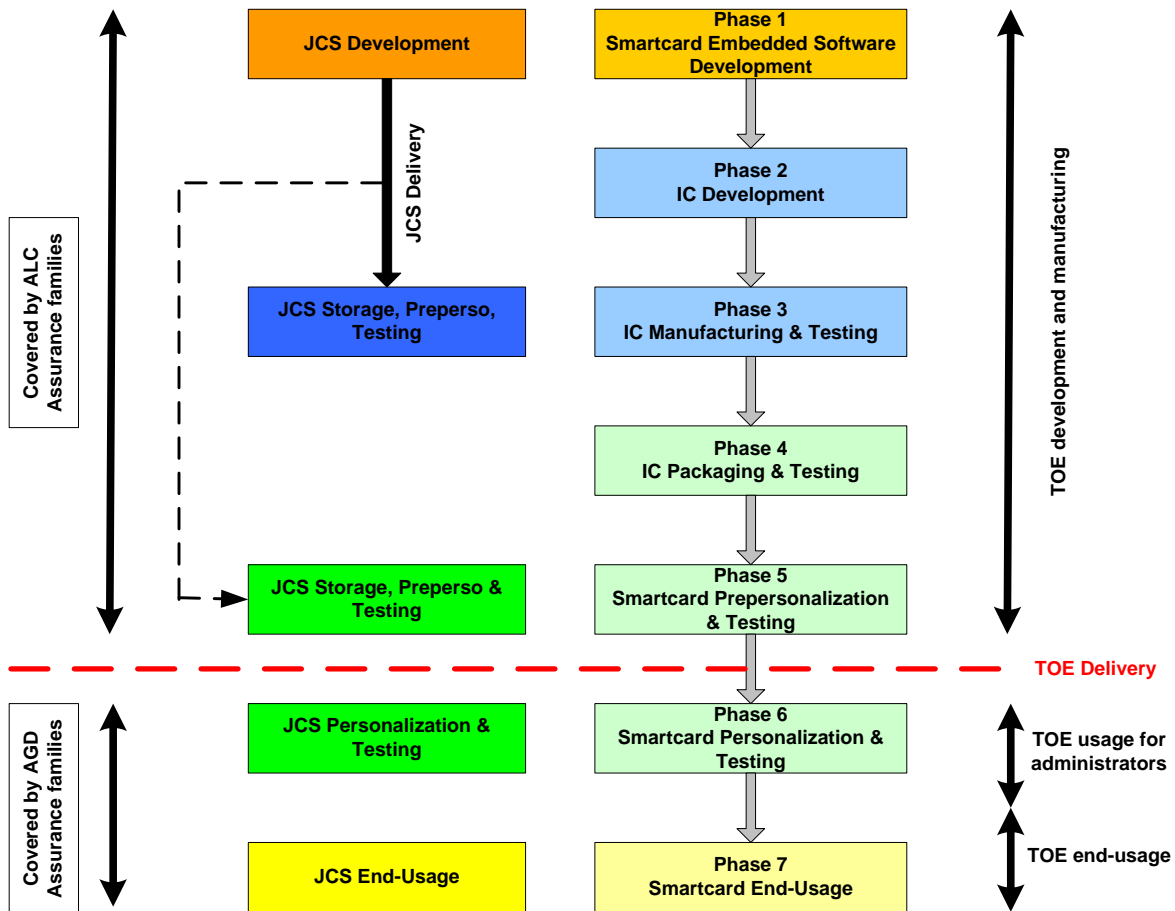 JCS Development
Phase 1
Smartcard Embedded Software
Development
JCS Delivery
Phase 2
IC Development
Covered by ALC
Assurance families
TOE development and manufacturing
JCS Storage, Preperso,
Testing
Phase 3
IC Manufacturing & Testing
Phase 4
IC Packaging & Testing
JCS Storage, Preperso &
Testing
Phase 5
Smartcard Prepersonalization
& Testing
TOE Delivery
Covered by AGD
Assurance families
JCS Personalization &
Testing
Phase 6
Smartcard Personalization &
Testing
TOE usage for
administrators
JCS End-Usage
Phase 7
Smartcard End-Usage
TOE end-usage